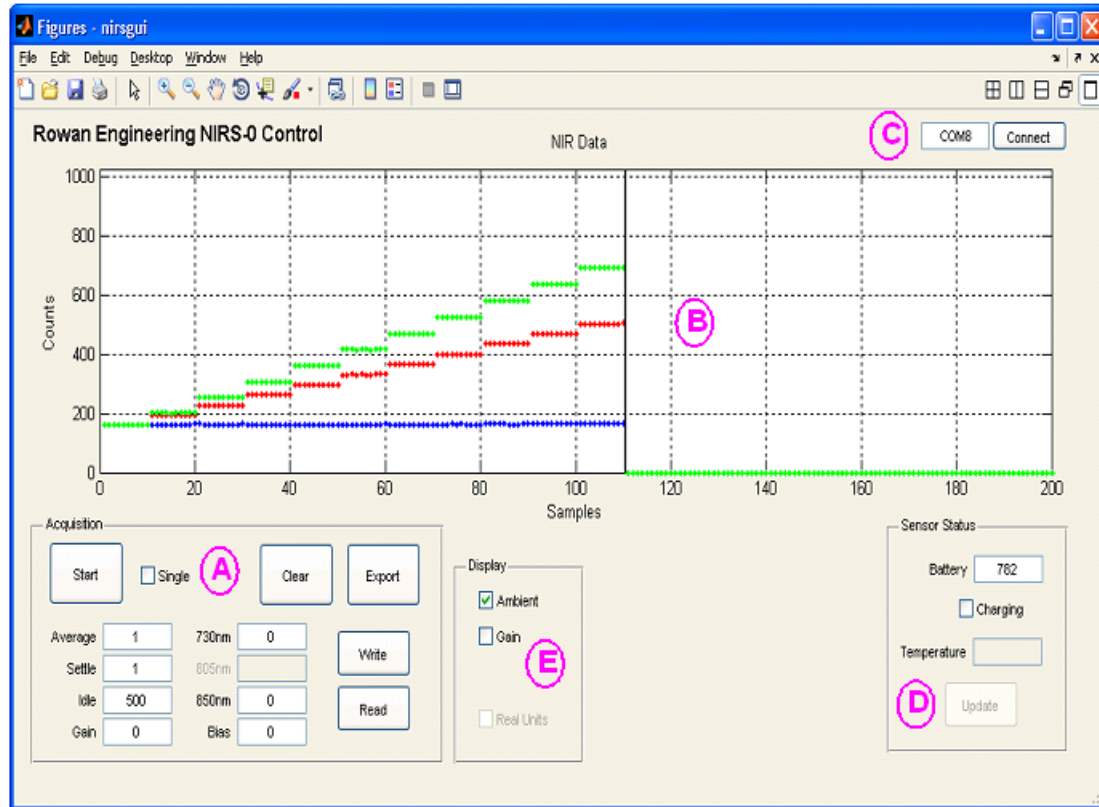 Figures - nirsgui
File Edit Debug Desktop Window Help
Rowan Engineering NIRS-0 Control
NIR Data
C
COM8
Connect
1000
800
600
400
200
0
Counts
B
0 20 40 60 80 100 120 140 160 180 200
Samples
Acquisition
Start
Single
A
Clear
Export
Average 1 730nm 0
Settle 1 805nm
Write
Idle 500 850nm 0
Read
Gain 0 Bias 0
Display
Ambient
Gain
E
Real Units
Sensor Status
Battery 782
Charging
Temperature
D
Update